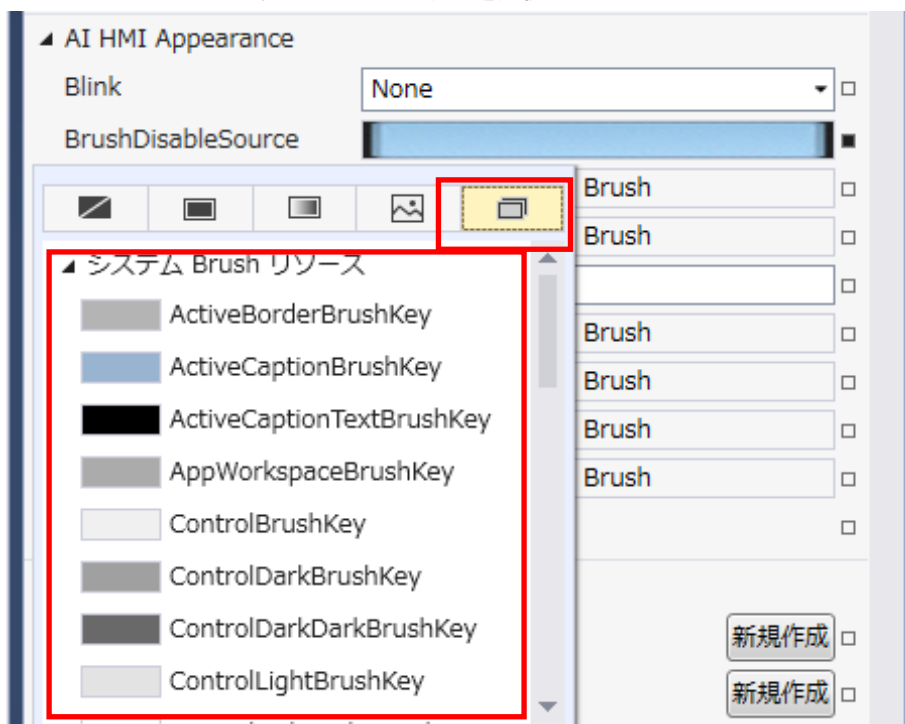 AI HMI Appearance
Blink
None
BrushDisableSource
Brush
Brush
システム Brush リソース
ActiveBorderBrushKey
Brush
ActiveCaptionBrushKey
Brush
ActiveCaptionTextBrushKey
Brush
AppWorkspaceBrushKey
Brush
ControlBrushKey
ControlDarkBrushKey
ControlDarkDarkBrushKey
新規作成
ControlLightBrushKey
新規作成